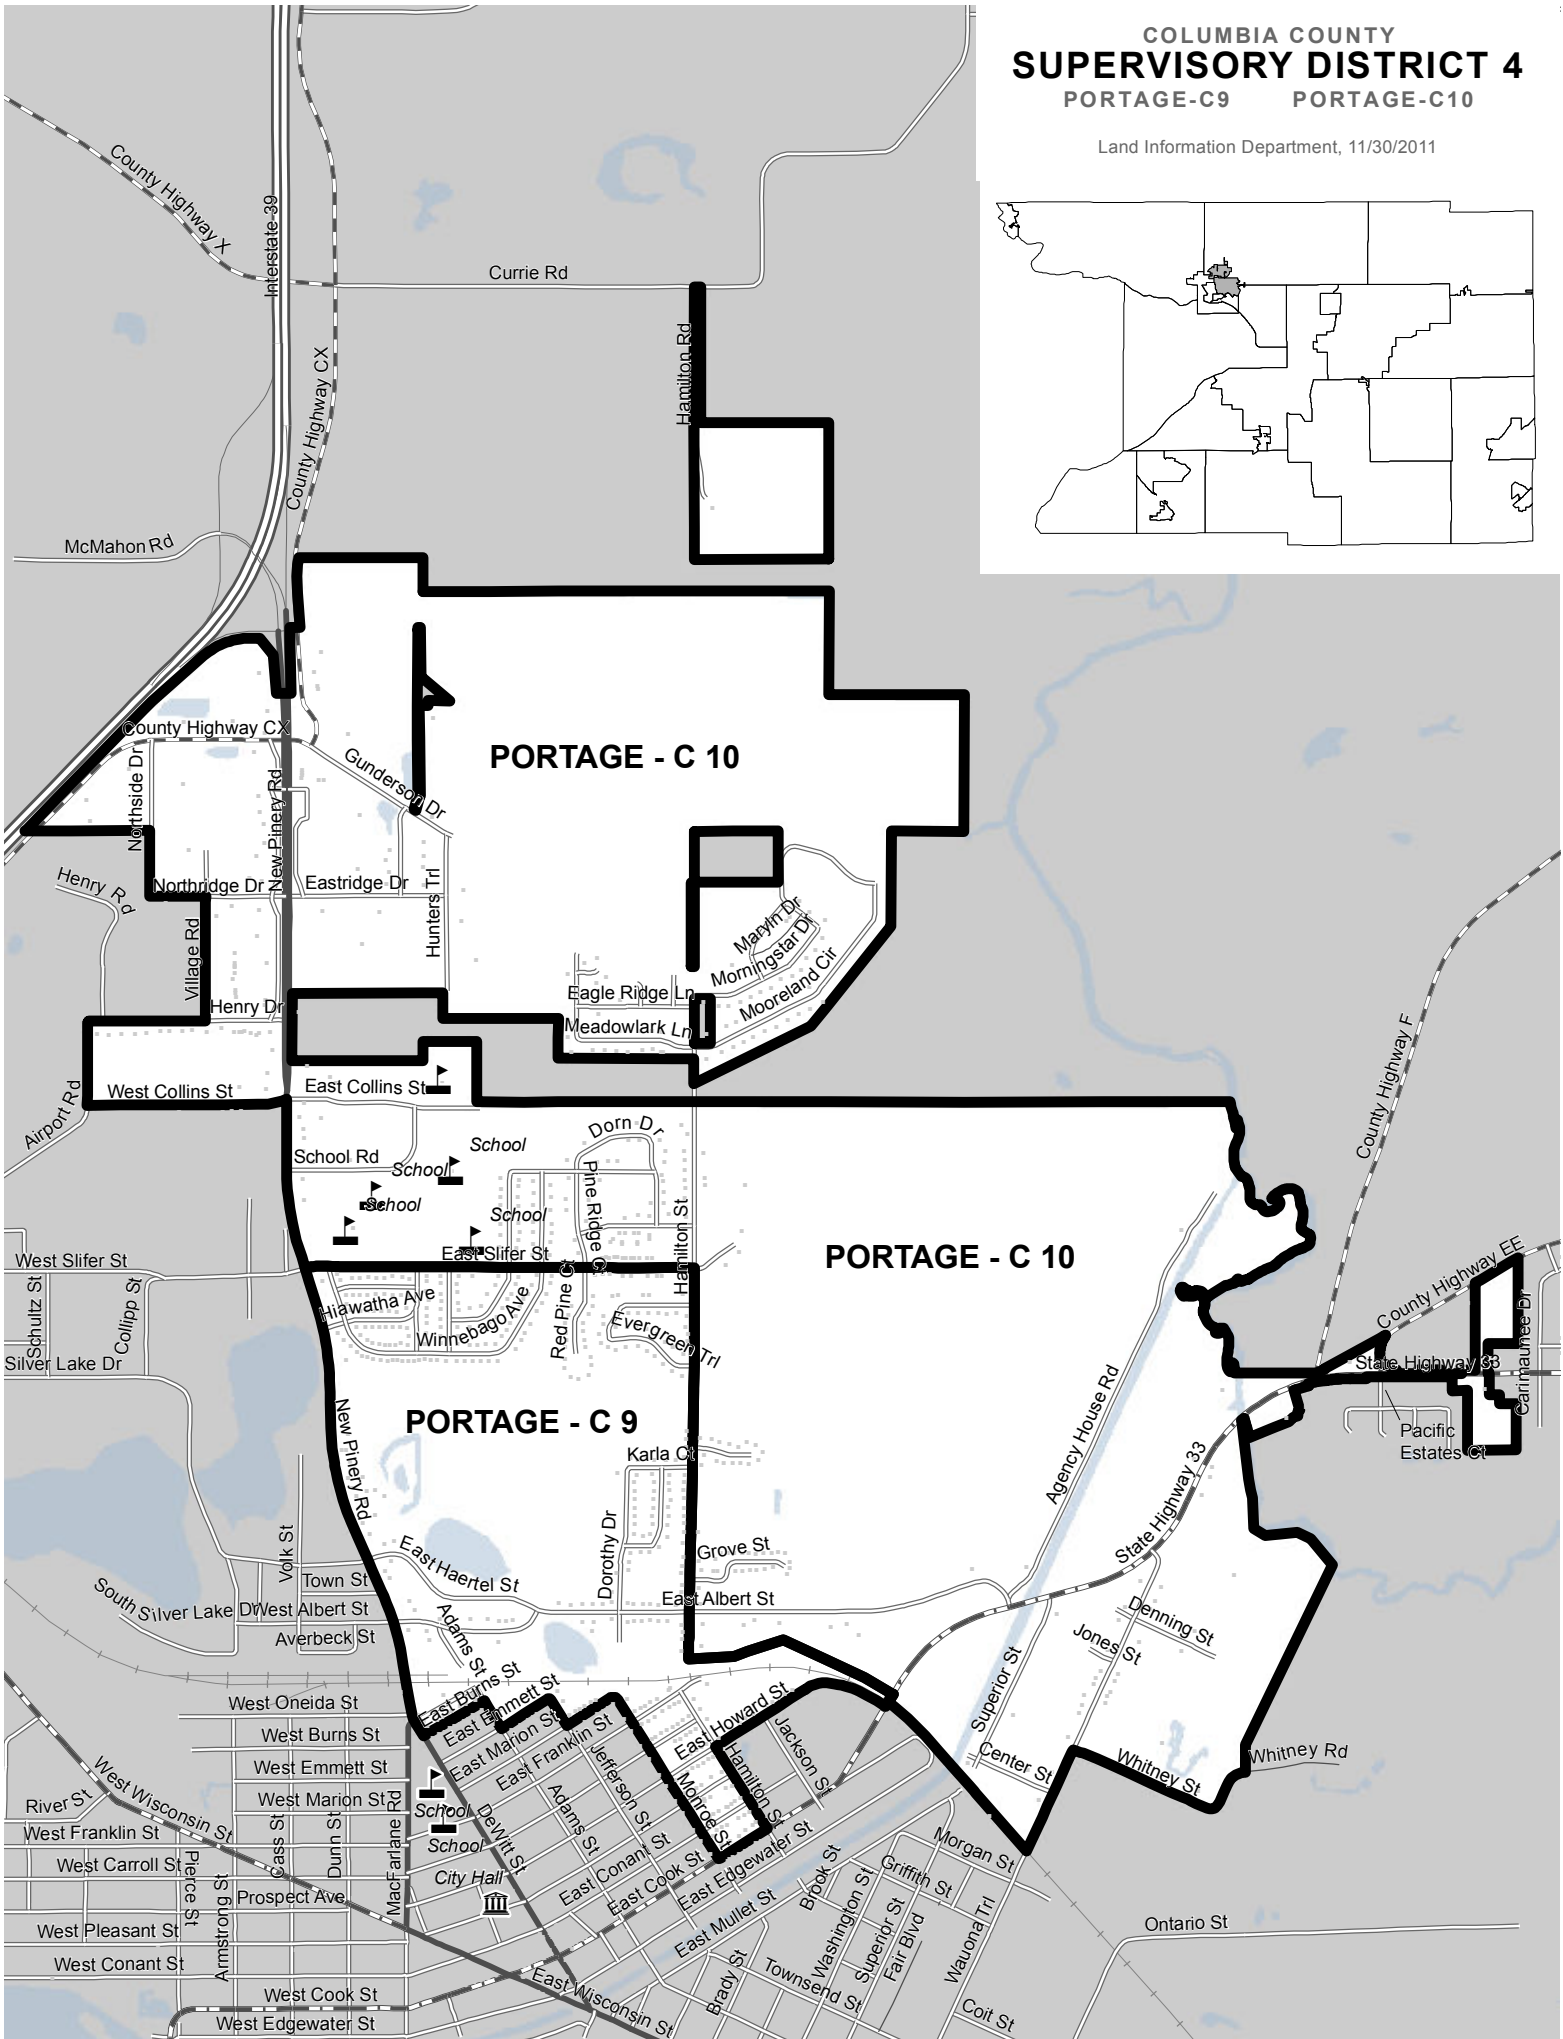 COLUMBIA COUNTY
SUPERVISORY DISTRICT 4
PORTAGE-C9 PORTAGE-C10
Land Information Department, 11/30/2011
County Highway X
Interstate 39
Currie Rd
Hamilton Rd
County Highway CX
McMahon Rd
County Highway CX
Northside Dr
New Pinery Rd
Gunderson Dr
PORTAGE - C 10
Henry Rd
Northridge Dr
Eastridge Dr
Hunters Trl
Village Rd
Maryln Dr
Morningstar Dr
Mooreland Cir
Eagle Ridge Ln
Henry Dr
Meadowlark Ln
West Collins St
East Collins St
Airport Rd
County Highway F
School Rd
School
School
School
School
Dorn Dr
Pine Ridge Ct
Hamilton St
East Slifer St
PORTAGE - C 10
West Slifer St
Schultz St
Collipp St
Silver Lake Dr
Hiawatha Ave
Winnebago Ave
Red Pine Ct
Evergreen Trl
County Highway EE
State Highway 33
Carimaunee Dr
Pacific
Estates Ct
PORTAGE - C 9
New Pinery Rd
Karla Ct
Agency House Rd
State Highway 33
Volk St
East Haertel St
Dorothy Dr
Grove St
Town St
South Silver Lake Dr
West Albert St
East Albert St
Averbeck St
Adams St
Denning St
Jones St
Superior St
East Burns St
East Emmett St
West Oneida St
East Marion St
East Franklin St
East Howard St
Jackson St
West Burns St
West Emmett St
Jefferson St
Hamilton St
Monroe St
Center St
Whitney St
Whitney Rd
West Wisconsin St
River St
West Marion St
School
School
DeWitt St
Adams St
West Franklin St
Cass St
Dunn St
MacFarlane Rd
West Carroll St
Pierce St
Armstrong St
Prospect Ave
City Hall
East Conant St
East Cook St
East Edgewater St
East Mullet St
Brook St
Morgan St
Griffith St
Washington St
Superior St
Fair Blvd
Wauona Trl
Ontario St
West Pleasant St
West Conant St
Brady St
Townsend St
East Wisconsin St
West Cook St
West Edgewater St
Coit St